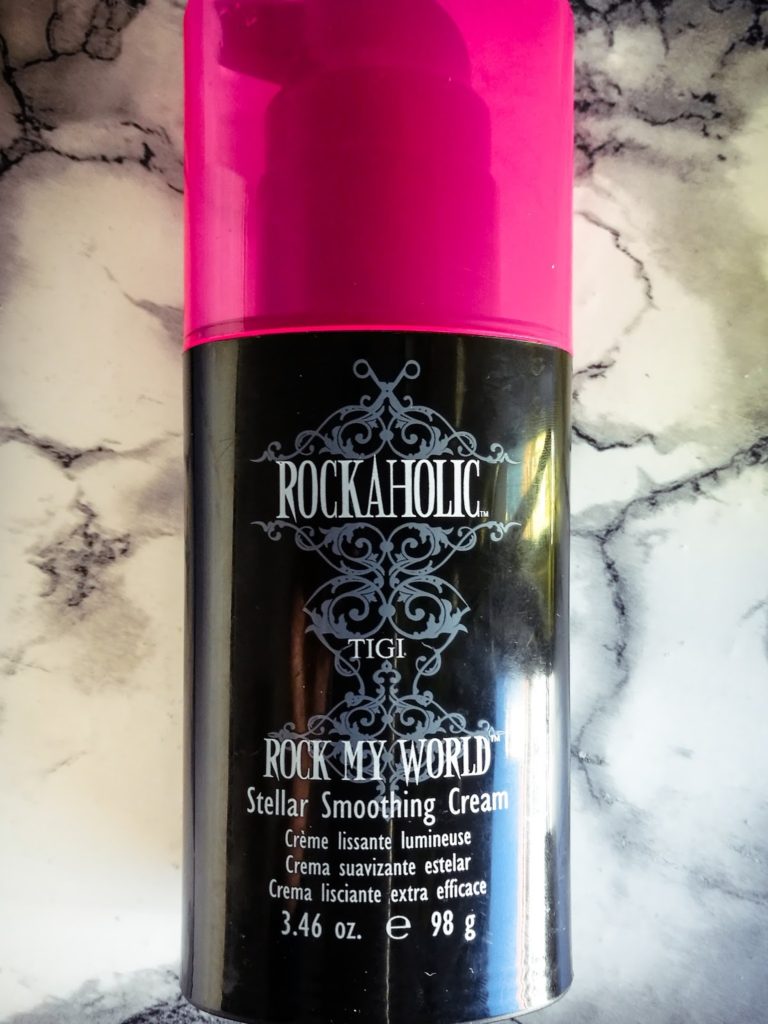 ROCKAHOLIC™
TIGI
ROCK MY WORLD™
Stellar Smoothing Cream
Crème lissante lumineuse
Crema suavizante estelar
Crema lisciante extra efficace
3.46 oz. ℮ 98 g